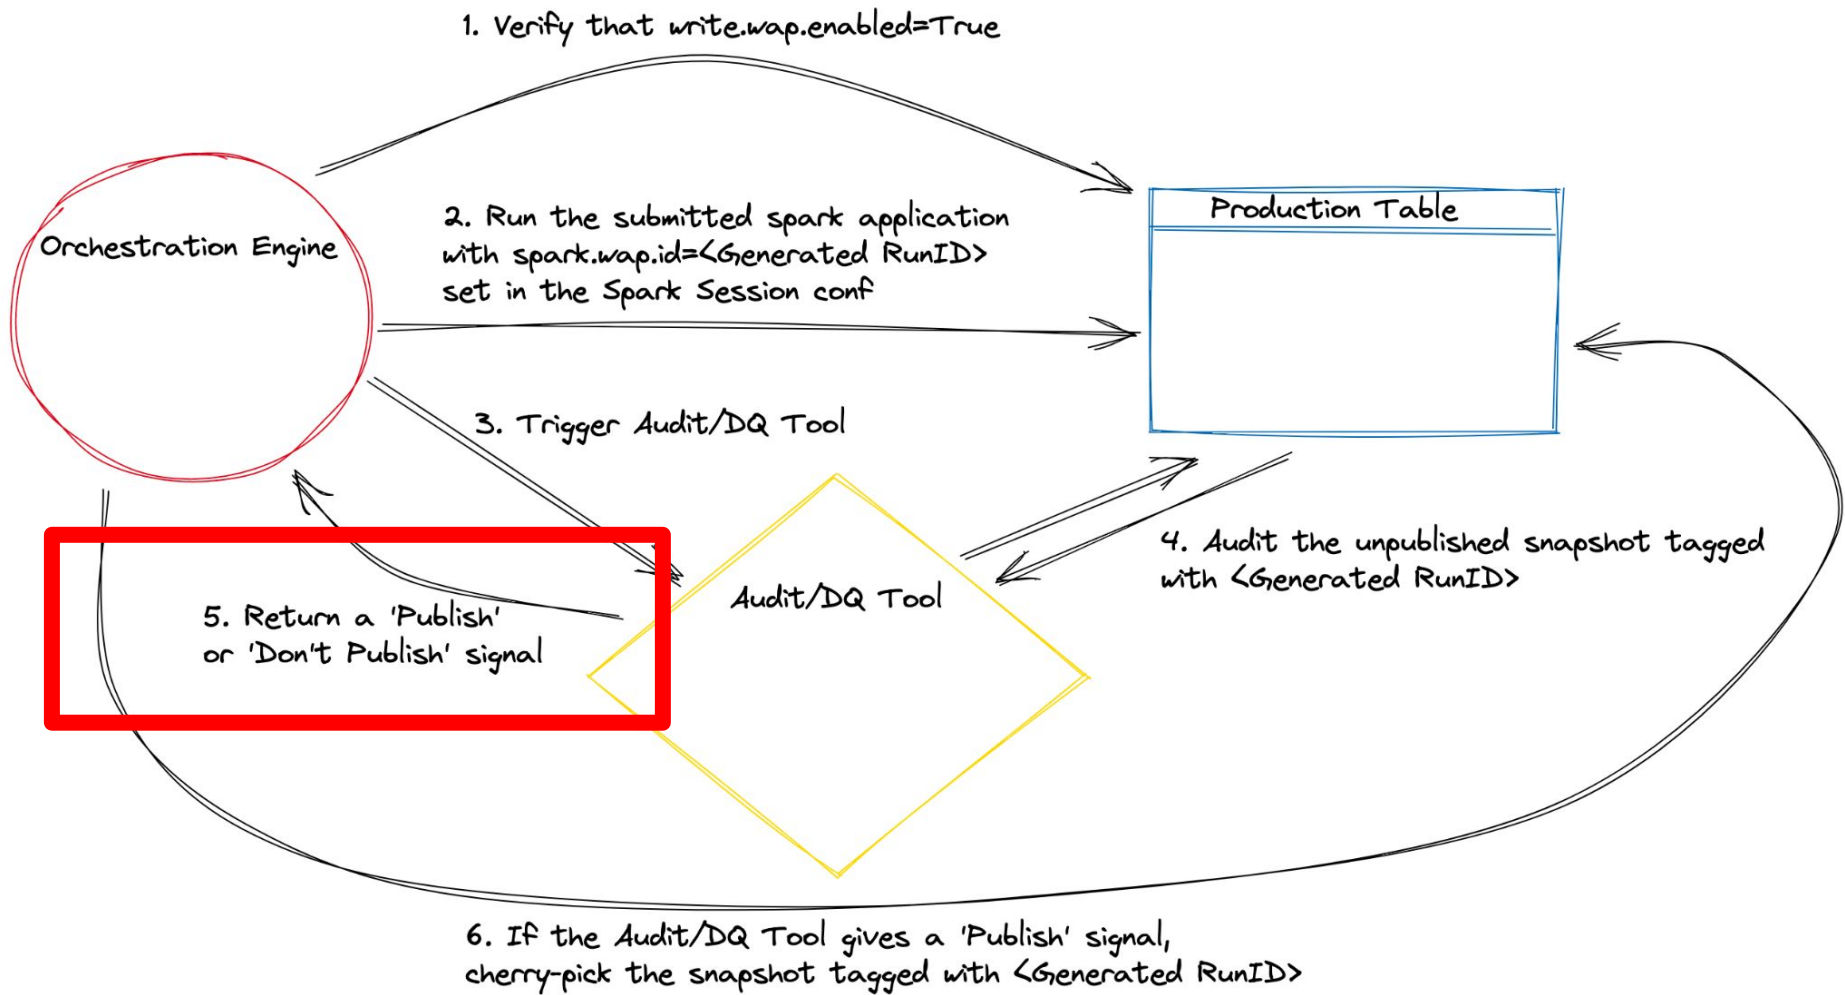 1. Verify that write.wap.enabled=True
Orchestration Engine
2. Run the submitted spark application
with spark.wap.id=<Generated RunID>
set in the Spark Session conf
Production Table
3. Trigger Audit/DQ Tool
4. Audit the unpublished snapshot tagged
with <Generated RunID>
Audit/DQ Tool
5. Return a 'Publish'
or 'Don't Publish' signal
6. If the Audit/DQ Tool gives a 'Publish' signal,
cherry-pick the snapshot tagged with <Generated RunID>